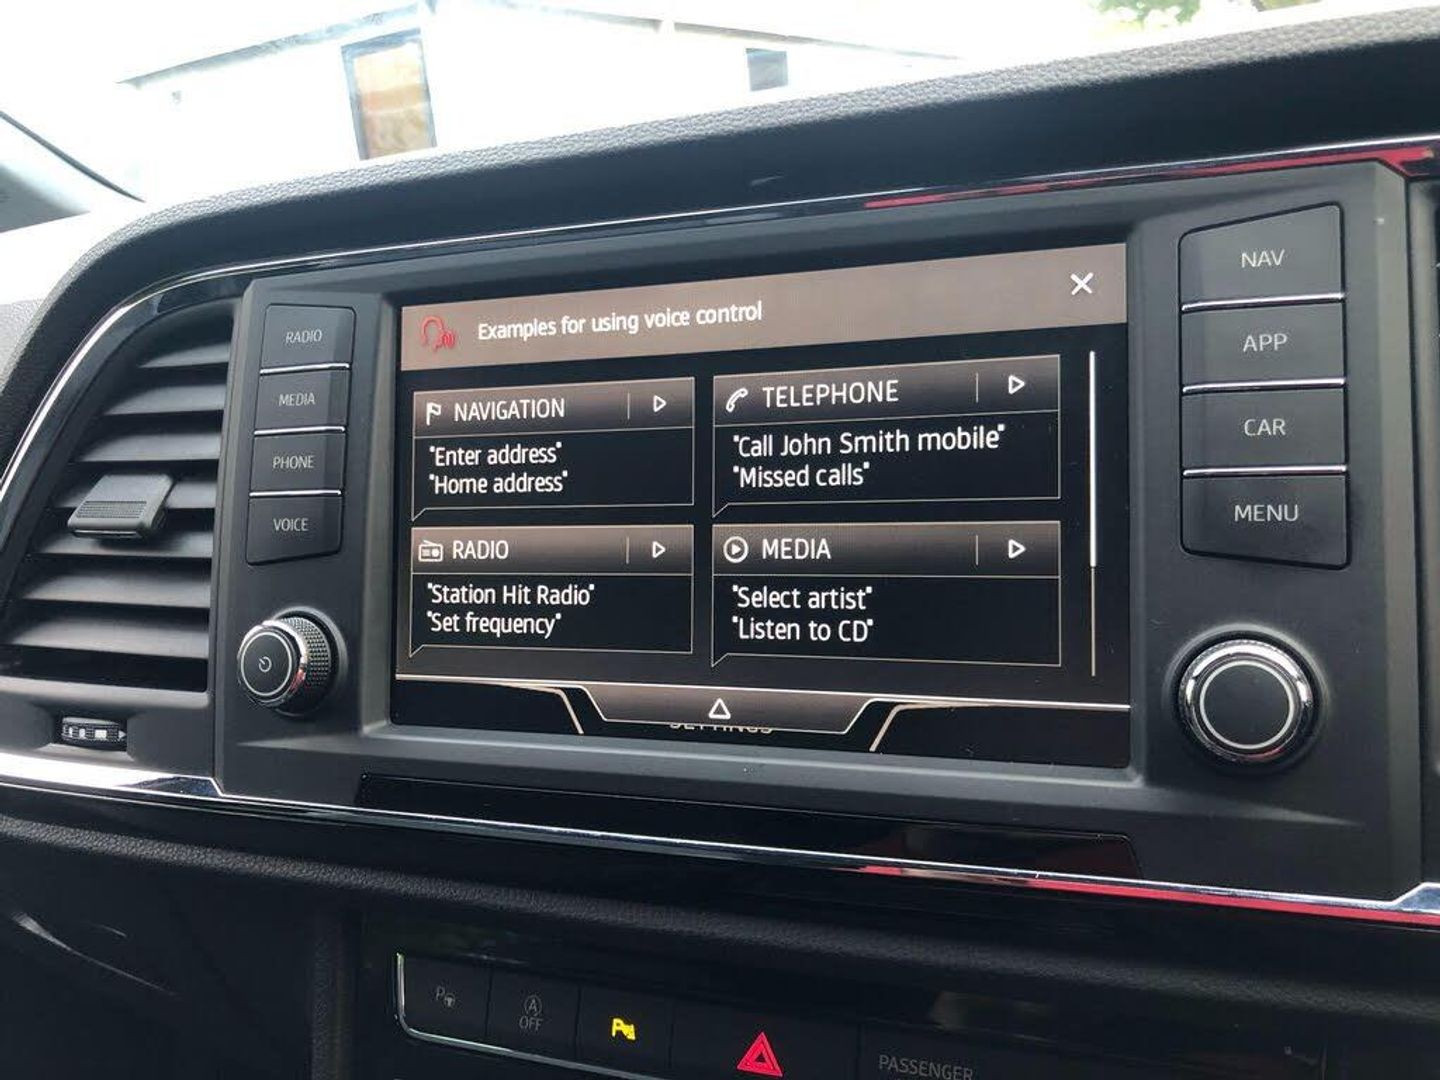 Examples for using voice control
NAVIGATION
"Enter address"
"Home address"
TELEPHONE
"Call John Smith mobile"
"Missed calls"
RADIO
"Station Hit Radio"
"Set frequency"
MEDIA
"Select artist"
"Listen to CD"
RADIO
MEDIA
PHONE
VOICE
NAV
APP
CAR
MENU
P
A
OFF
P
PASSENGER